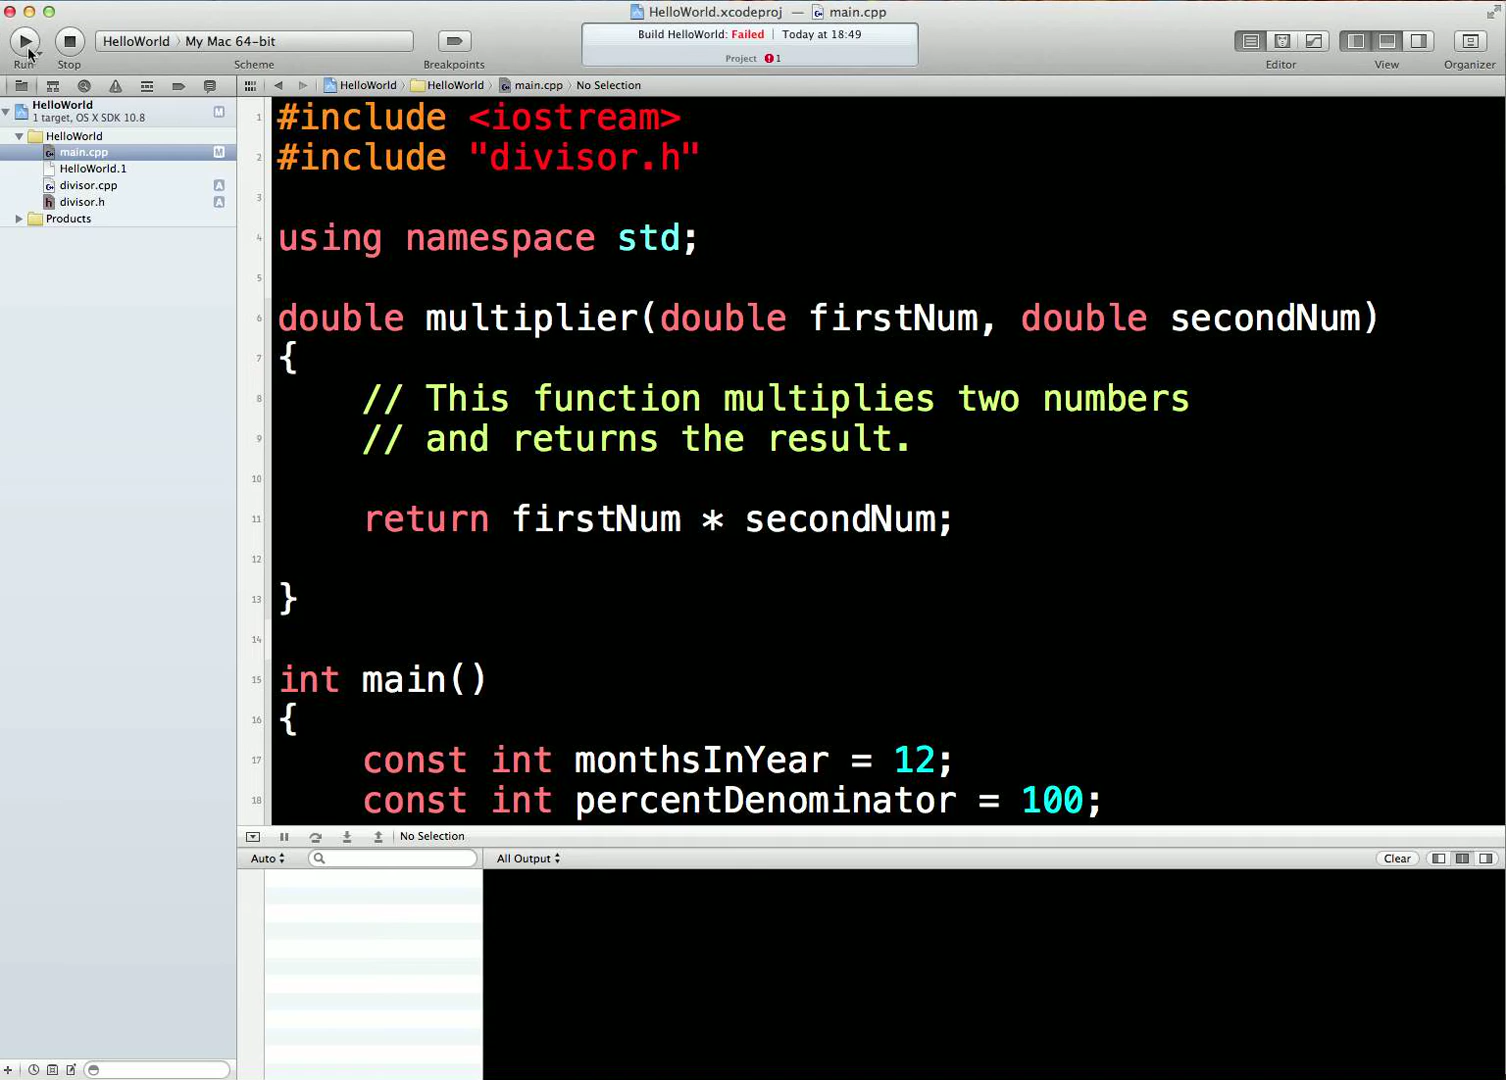 HelloWorld.xcodeproj — main.cpp
Run
Stop
HelloWorld 〉 My Mac 64-bit
Scheme
Breakpoints
Build HelloWorld: Failed | Today at 18:49
Project 1
Editor
View
Organizer
HelloWorld
1 target, OS X SDK 10.8
M
HelloWorld
main.cpp
M
HelloWorld.1
divisor.cpp
A
divisor.h
A
Products
HelloWorld 〉 HelloWorld 〉 main.cpp 〉 No Selection
1 #include <iostream>
2 #include "divisor.h"
3
4 using namespace std;
5
6 double multiplier(double firstNum, double secondNum)
7 {
8 // This function multiplies two numbers
9 // and returns the result.
10
11 return firstNum * secondNum;
12
13 }
14
15 int main()
16 {
17 const int monthsInYear = 12;
18 const int percentDenominator = 100;
No Selection
Auto
All Output
Clear